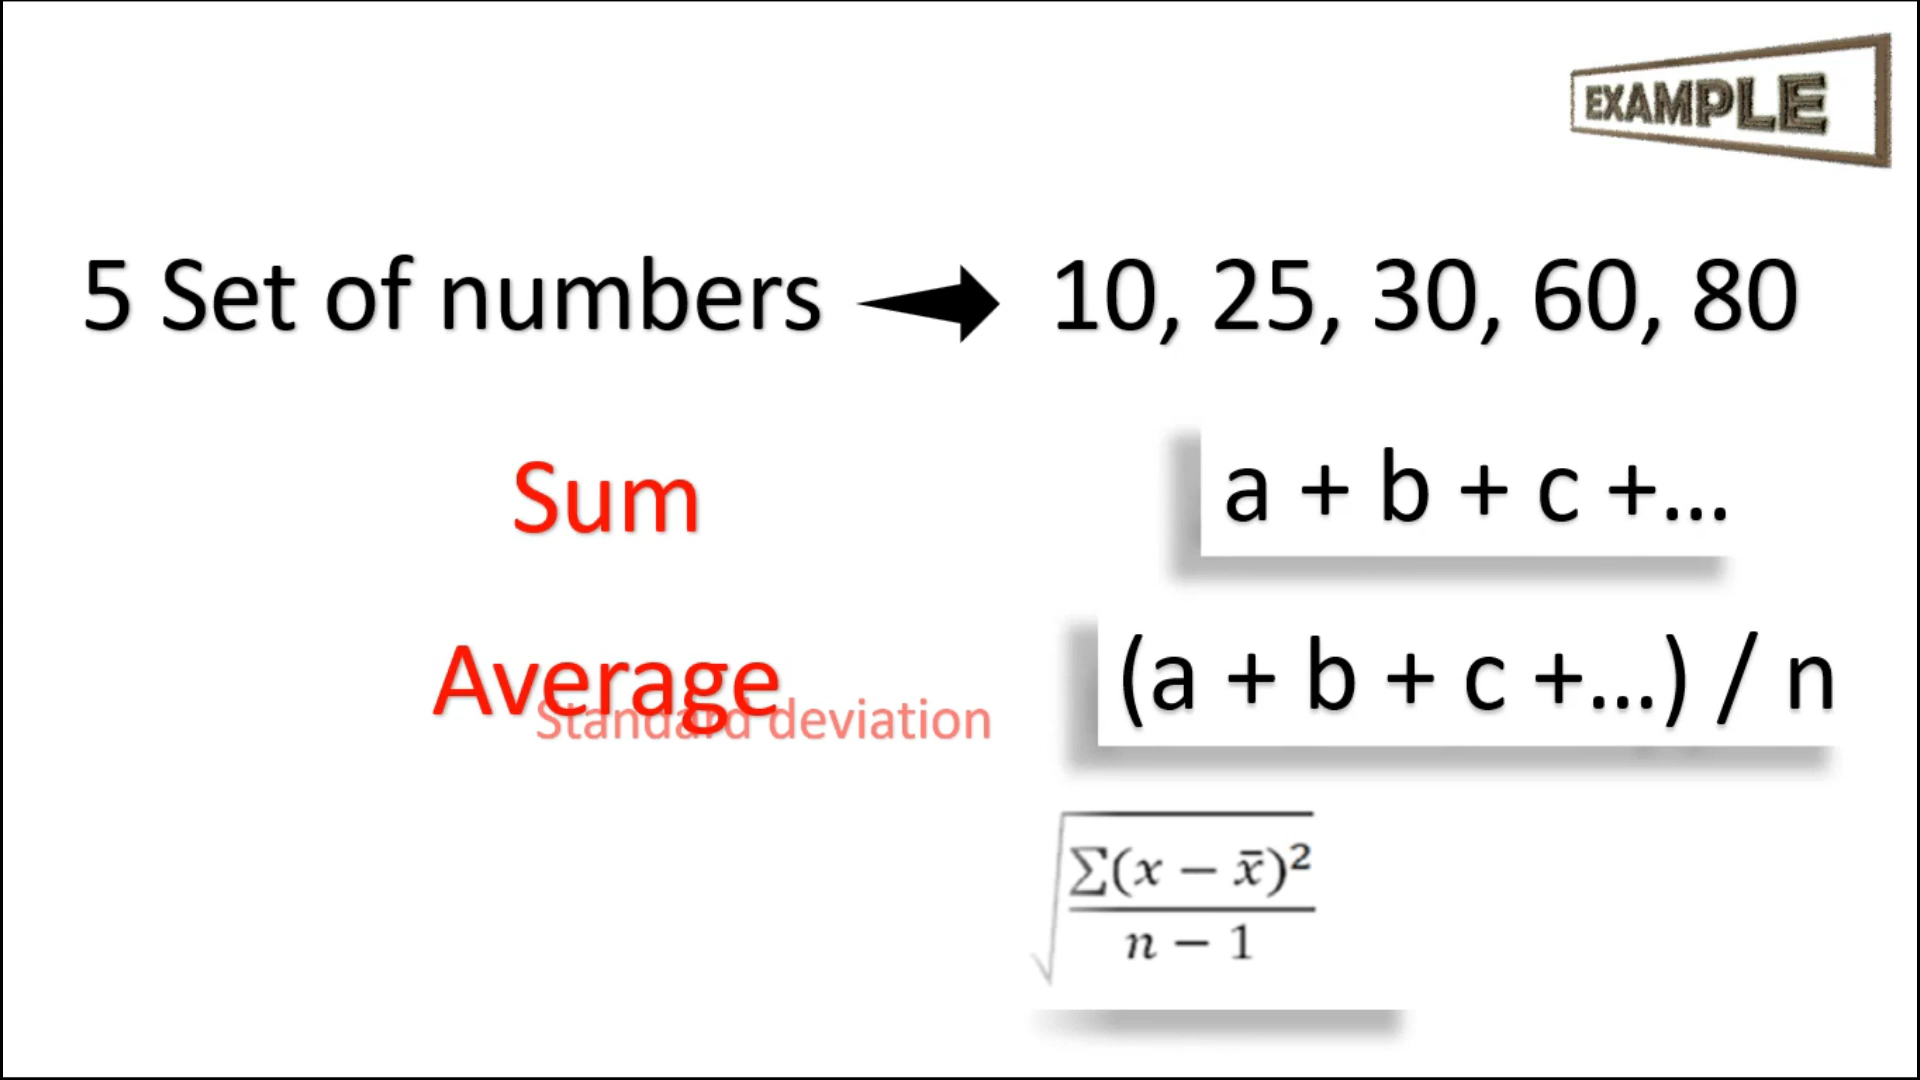 EXAMPLE
5 Set of numbers 10, 25, 30, 60, 80
Sum a + b + c +...
Average (a + b + c +...) / n
Standard deviation
√(∑(x − x̄)² / (n − 1))